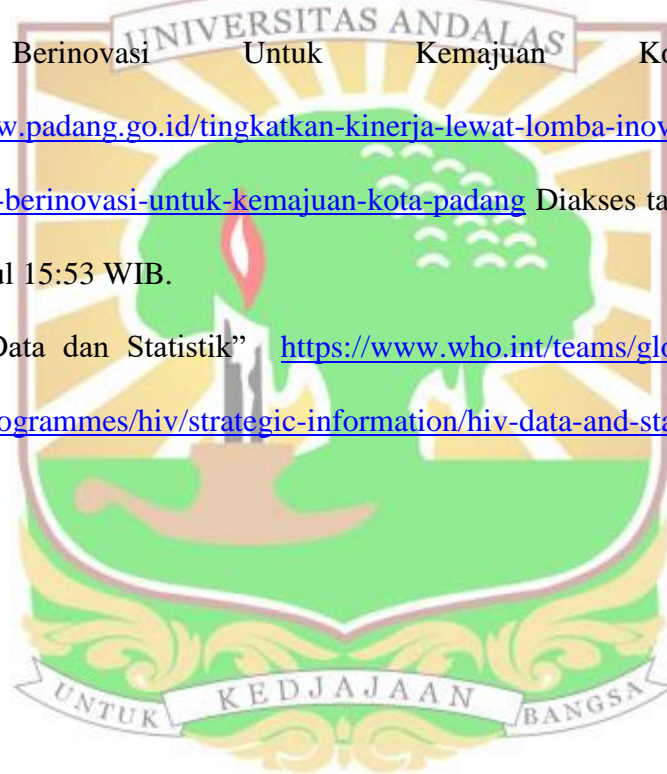 UNIVERSITAS ANDALAS
Berinovasi Untuk Kemajuan Ko
w.padang.go.id/tingkatkan-kinerja-lewat-lomba-inov
-berinovasi-untuk-kemajuan-kota-padang Diakses ta
ul 15:53 WIB.
Data dan Statistik” https://www.who.int/teams/glo
ogrammes/hiv/strategic-information/hiv-data-and-sta
UNTUK KEDJAJAAN BANGSA